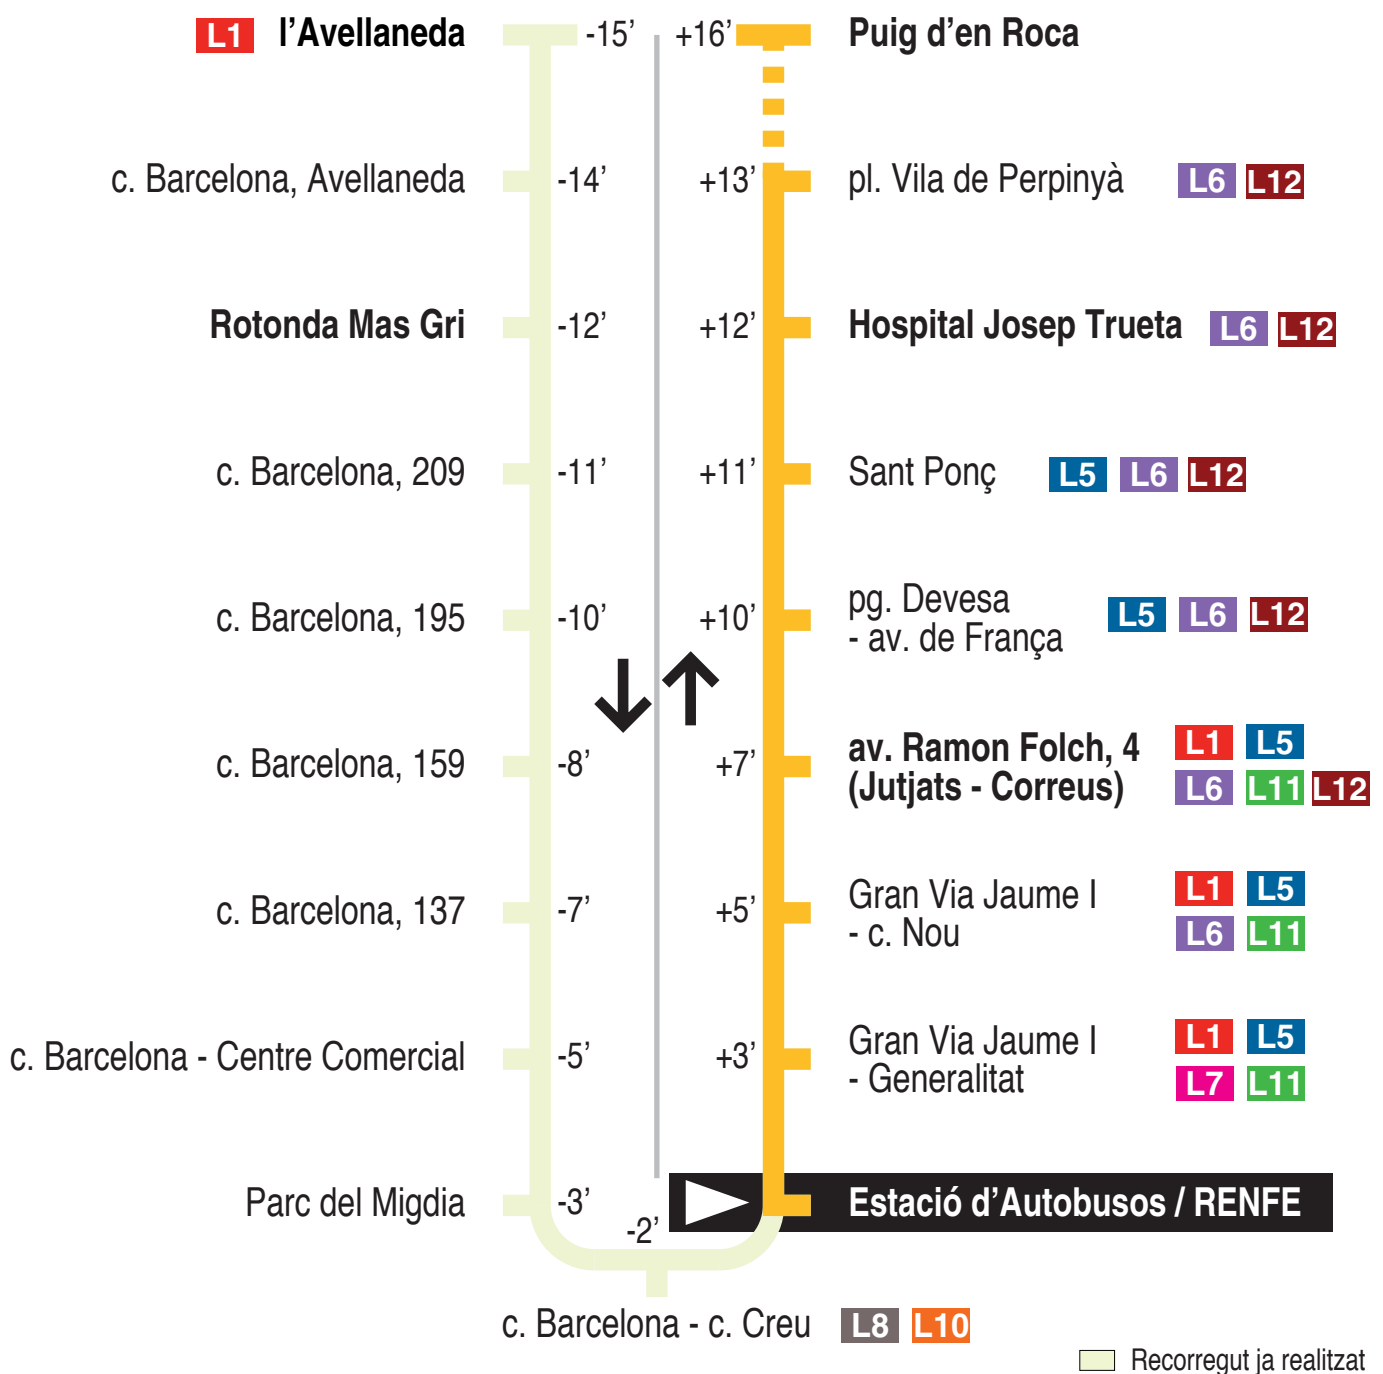 L1 l’Avellaneda -15’ +16’ Puig d’en Roca
c. Barcelona, Avellaneda -14’ +13’ pl. Vila de Perpinyà L6 L12
Rotonda Mas Gri -12’ +12’ Hospital Josep Trueta L6 L12
c. Barcelona, 209 -11’ +11’ Sant Ponç L5 L6 L12
c. Barcelona, 195 -10’ +10’ pg. Devesa
- av. de França L5 L6 L12
c. Barcelona, 159 -8’ +7’ av. Ramon Folch, 4 L1 L5
(Jutjats - Correus) L6 L11 L12
c. Barcelona, 137 -7’ +5’ Gran Via Jaume I L1 L5
- c. Nou L6 L11
c. Barcelona - Centre Comercial -5’ +3’ Gran Via Jaume I L1 L5
- Generalitat L7 L11
Parc del Migdia -3’ Estació d’Autobusos / RENFE
-2’
c. Barcelona - c. Creu L8 L10
Recorregut ja realitzat